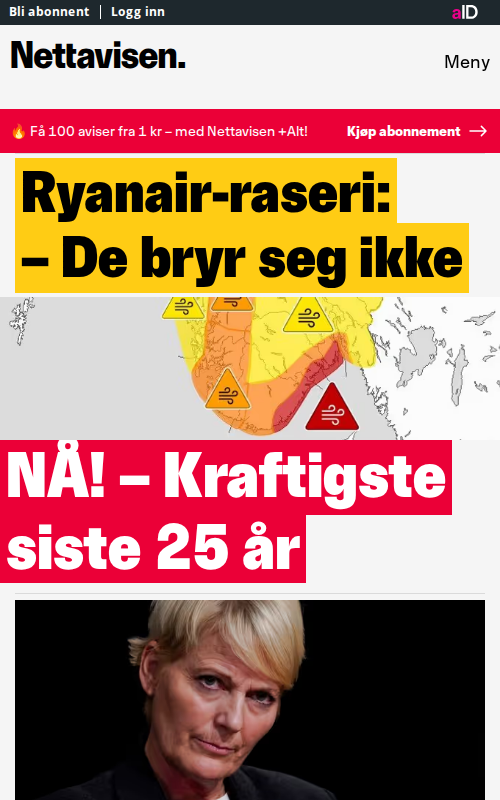 Bli abonnent
Logg inn
aID
Nettavisen.
Meny
🔥 Få 100 aviser fra 1 kr – med Nettavisen +Alt!
Kjøp abonnement →
Ryanair-raseri:
– De bryr seg ikke
NÅ! – Kraftigste
siste 25 år